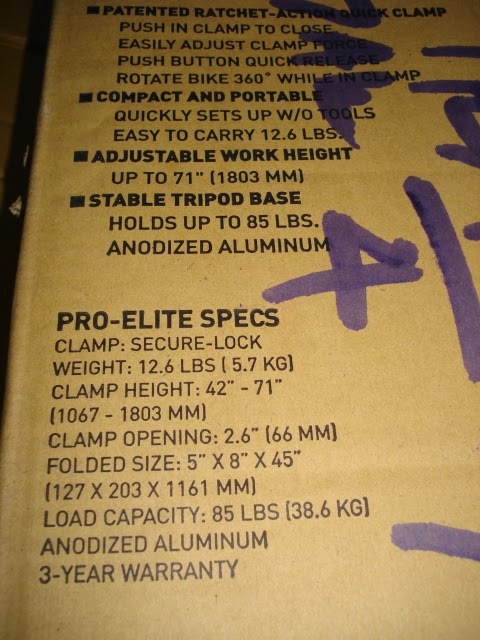 ■ PATENTED RATCHET-ACTION QUICK CLAMP
PUSH IN CLAMP TO CLOSE
EASILY ADJUST CLAMP FORCE
PUSH BUTTON QUICK RELEASE
ROTATE BIKE 360° WHILE IN CLAMP
■ COMPACT AND PORTABLE
QUICKLY SETS UP W/O TOOLS
EASY TO CARRY 12.6 LBS.
■ ADJUSTABLE WORK HEIGHT
UP TO 71" (1803 MM)
■ STABLE TRIPOD BASE
HOLDS UP TO 85 LBS.
ANODIZED ALUMINUM
PRO-ELITE SPECS
CLAMP: SECURE-LOCK
WEIGHT: 12.6 LBS ( 5.7 KG)
CLAMP HEIGHT: 42" - 71"
(1067 - 1803 MM)
CLAMP OPENING: 2.6" (66 MM)
FOLDED SIZE: 5" X 8" X 45"
(127 X 203 X 1161 MM)
LOAD CAPACITY: 85 LBS (38.6 KG)
ANODIZED ALUMINUM
3-YEAR WARRANTY